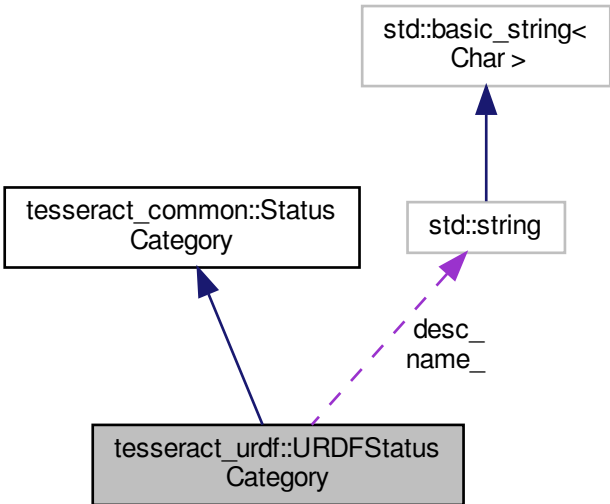 std::basic_string<
Char >
tesseract_common::Status
Category
std::string
desc_
name_
tesseract_urdf::URDFStatus
Category